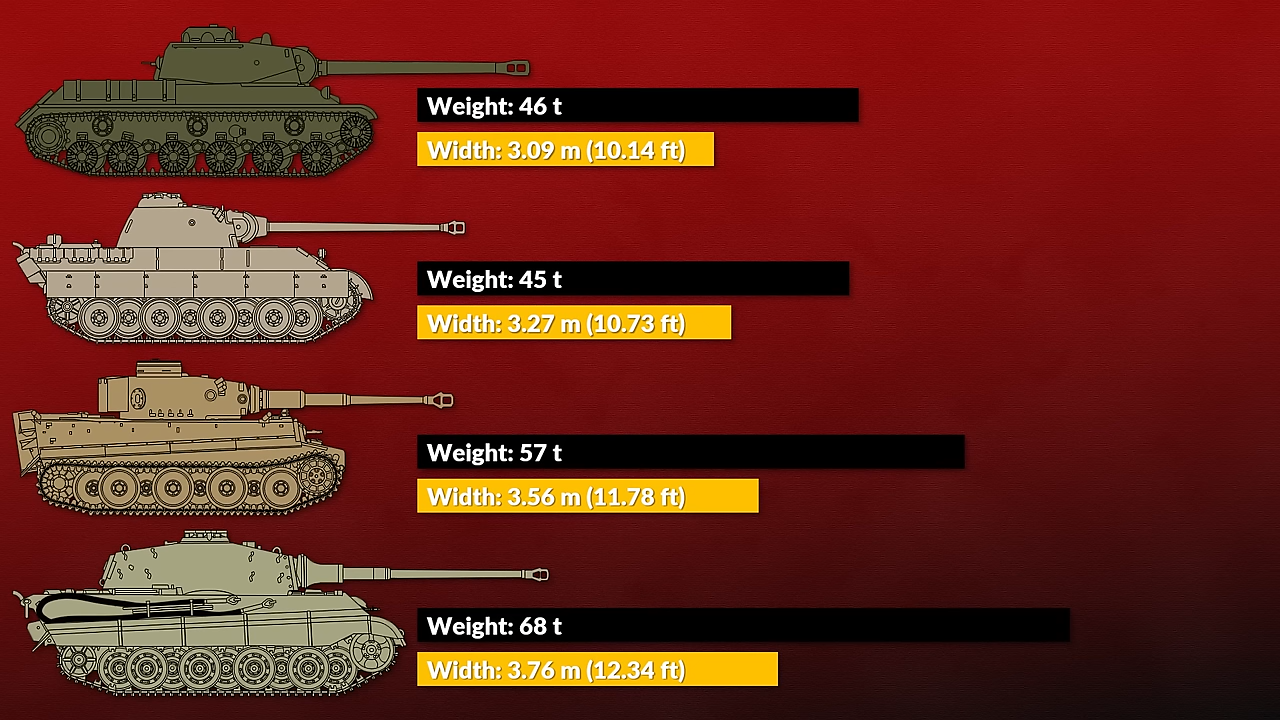 Weight: 46 t
Width: 3.09 m (10.14 ft)
Weight: 45 t
Width: 3.27 m (10.73 ft)
Weight: 57 t
Width: 3.56 m (11.78 ft)
Weight: 68 t
Width: 3.76 m (12.34 ft)